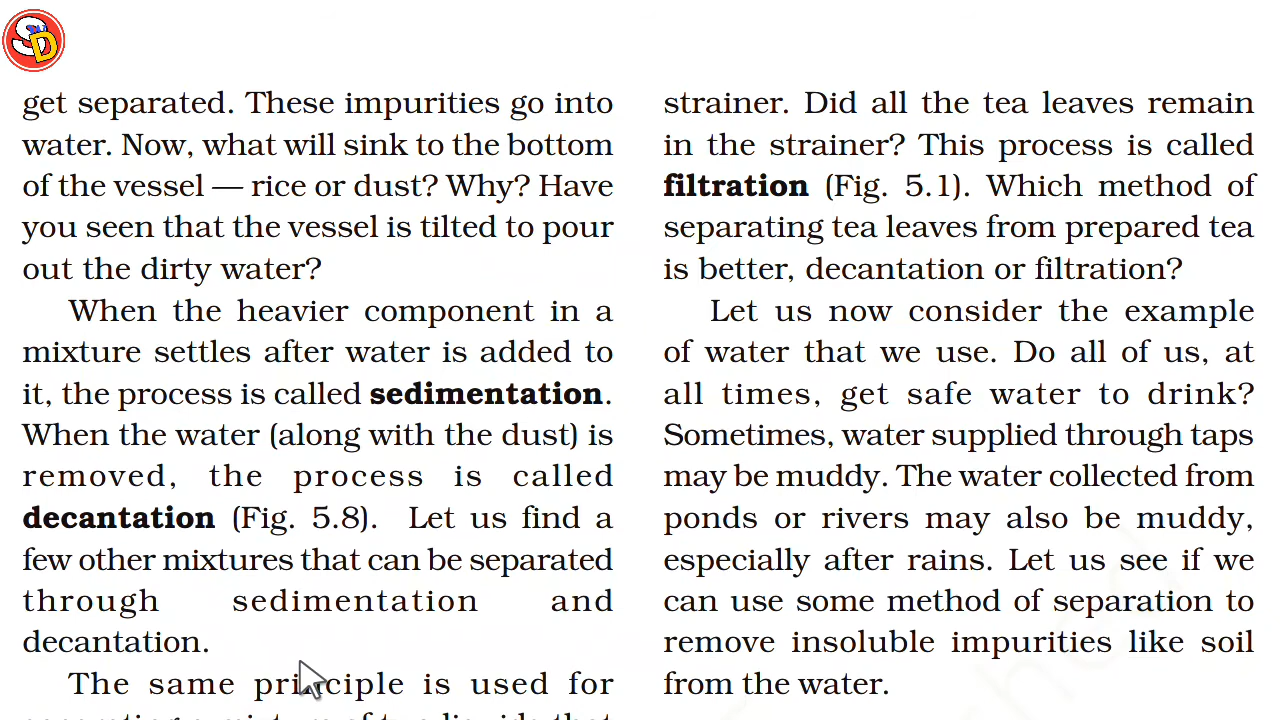 SD
get separated. These impurities go into
water. Now, what will sink to the bottom
of the vessel — rice or dust? Why? Have
you seen that the vessel is tilted to pour
out the dirty water?
When the heavier component in a
mixture settles after water is added to
it, the process is called sedimentation.
When the water (along with the dust) is
removed, the process is called
decantation (Fig. 5.8). Let us find a
few other mixtures that can be separated
through sedimentation and
decantation.
The same principle is used for
strainer. Did all the tea leaves remain
in the strainer? This process is called
filtration (Fig. 5.1). Which method of
separating tea leaves from prepared tea
is better, decantation or filtration?
Let us now consider the example
of water that we use. Do all of us, at
all times, get safe water to drink?
Sometimes, water supplied through taps
may be muddy. The water collected from
ponds or rivers may also be muddy,
especially after rains. Let us see if we
can use some method of separation to
remove insoluble impurities like soil
from the water.